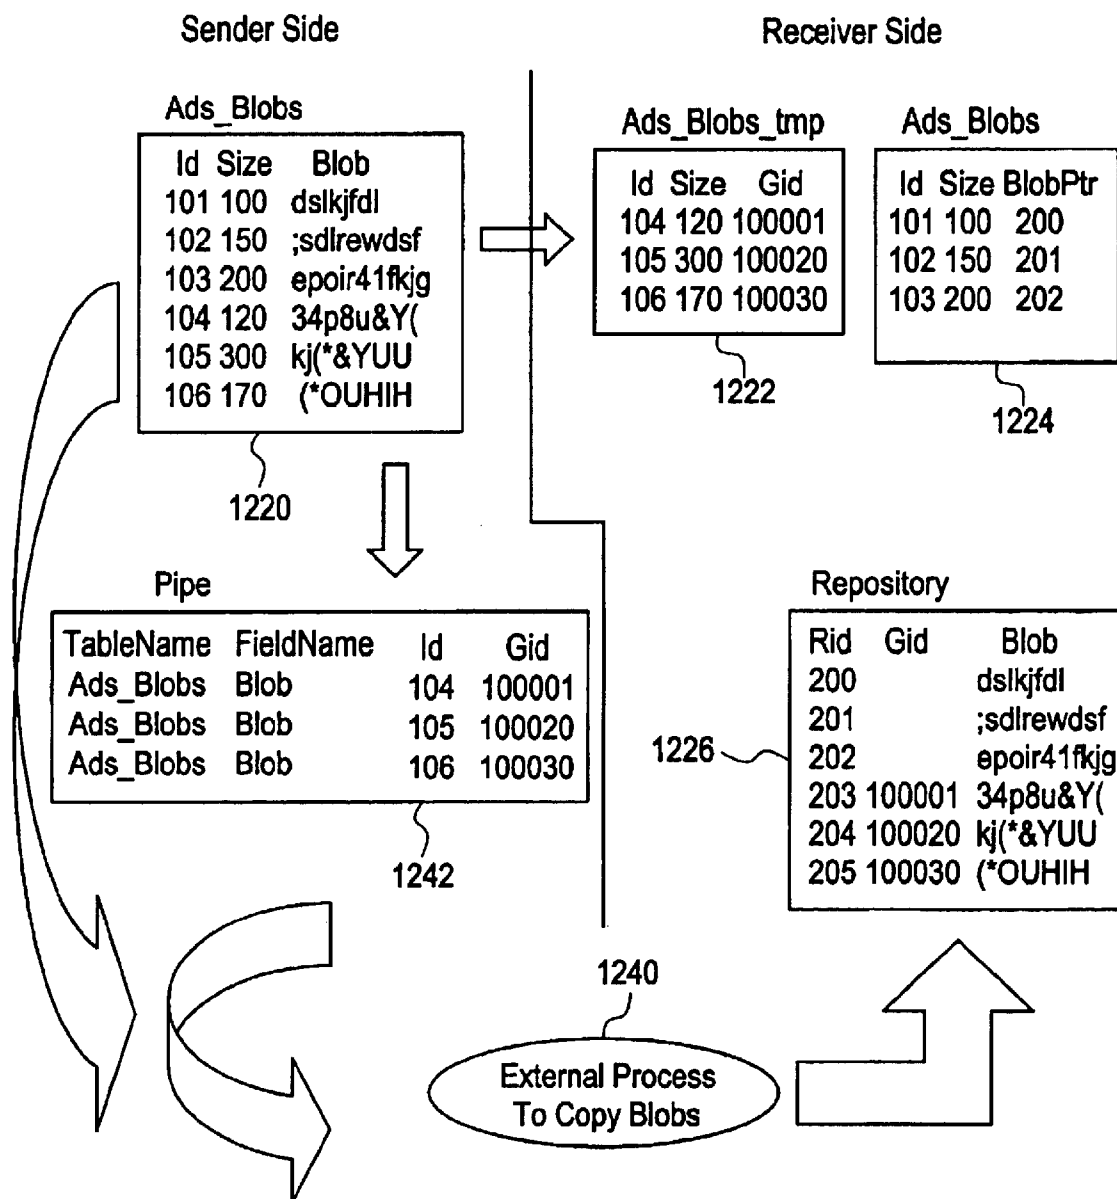 Sender Side
Receiver Side
Ads_Blobs
Id Size Blob
101 100 dslkjfdl
102 150 ;sdlrewdsf
103 200 epoir41fkjg
104 120 34p8u&Y(
105 300 kj(*&YUU
106 170 (*OUHIH
1220
Ads_Blobs_tmp
Id Size Gid
104 120 100001
105 300 100020
106 170 100030
1222
Ads_Blobs
Id Size BlobPtr
101 100 200
102 150 201
103 200 202
1224
Pipe
TableName FieldName Id Gid
Ads_Blobs Blob 104 100001
Ads_Blobs Blob 105 100020
Ads_Blobs Blob 106 100030
1242
Repository
Rid Gid Blob
200 dslkjfdl
201 ;sdlrewdsf
202 epoir41fkjg
203 100001 34p8u&Y(
204 100020 kj(*&YUU
205 100030 (*OUHIH
1226
1240
External Process
To Copy Blobs